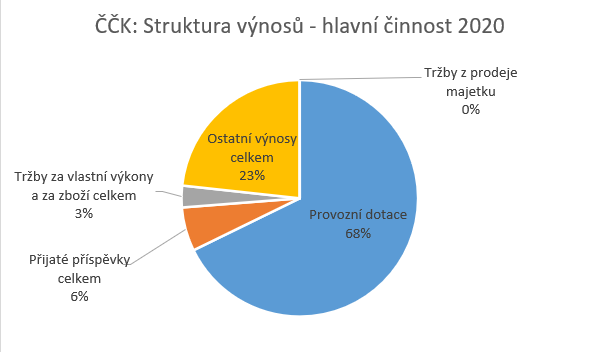 ČČK: Struktura výnosů - hlavní činnost 2020
Tržby z prodeje
majetku
0%
Ostatní výnosy
celkem
23%
Tržby za vlastní výkony
a za zboží celkem
3%
Provozní dotace
68%
Přijaté příspěvky
celkem
6%